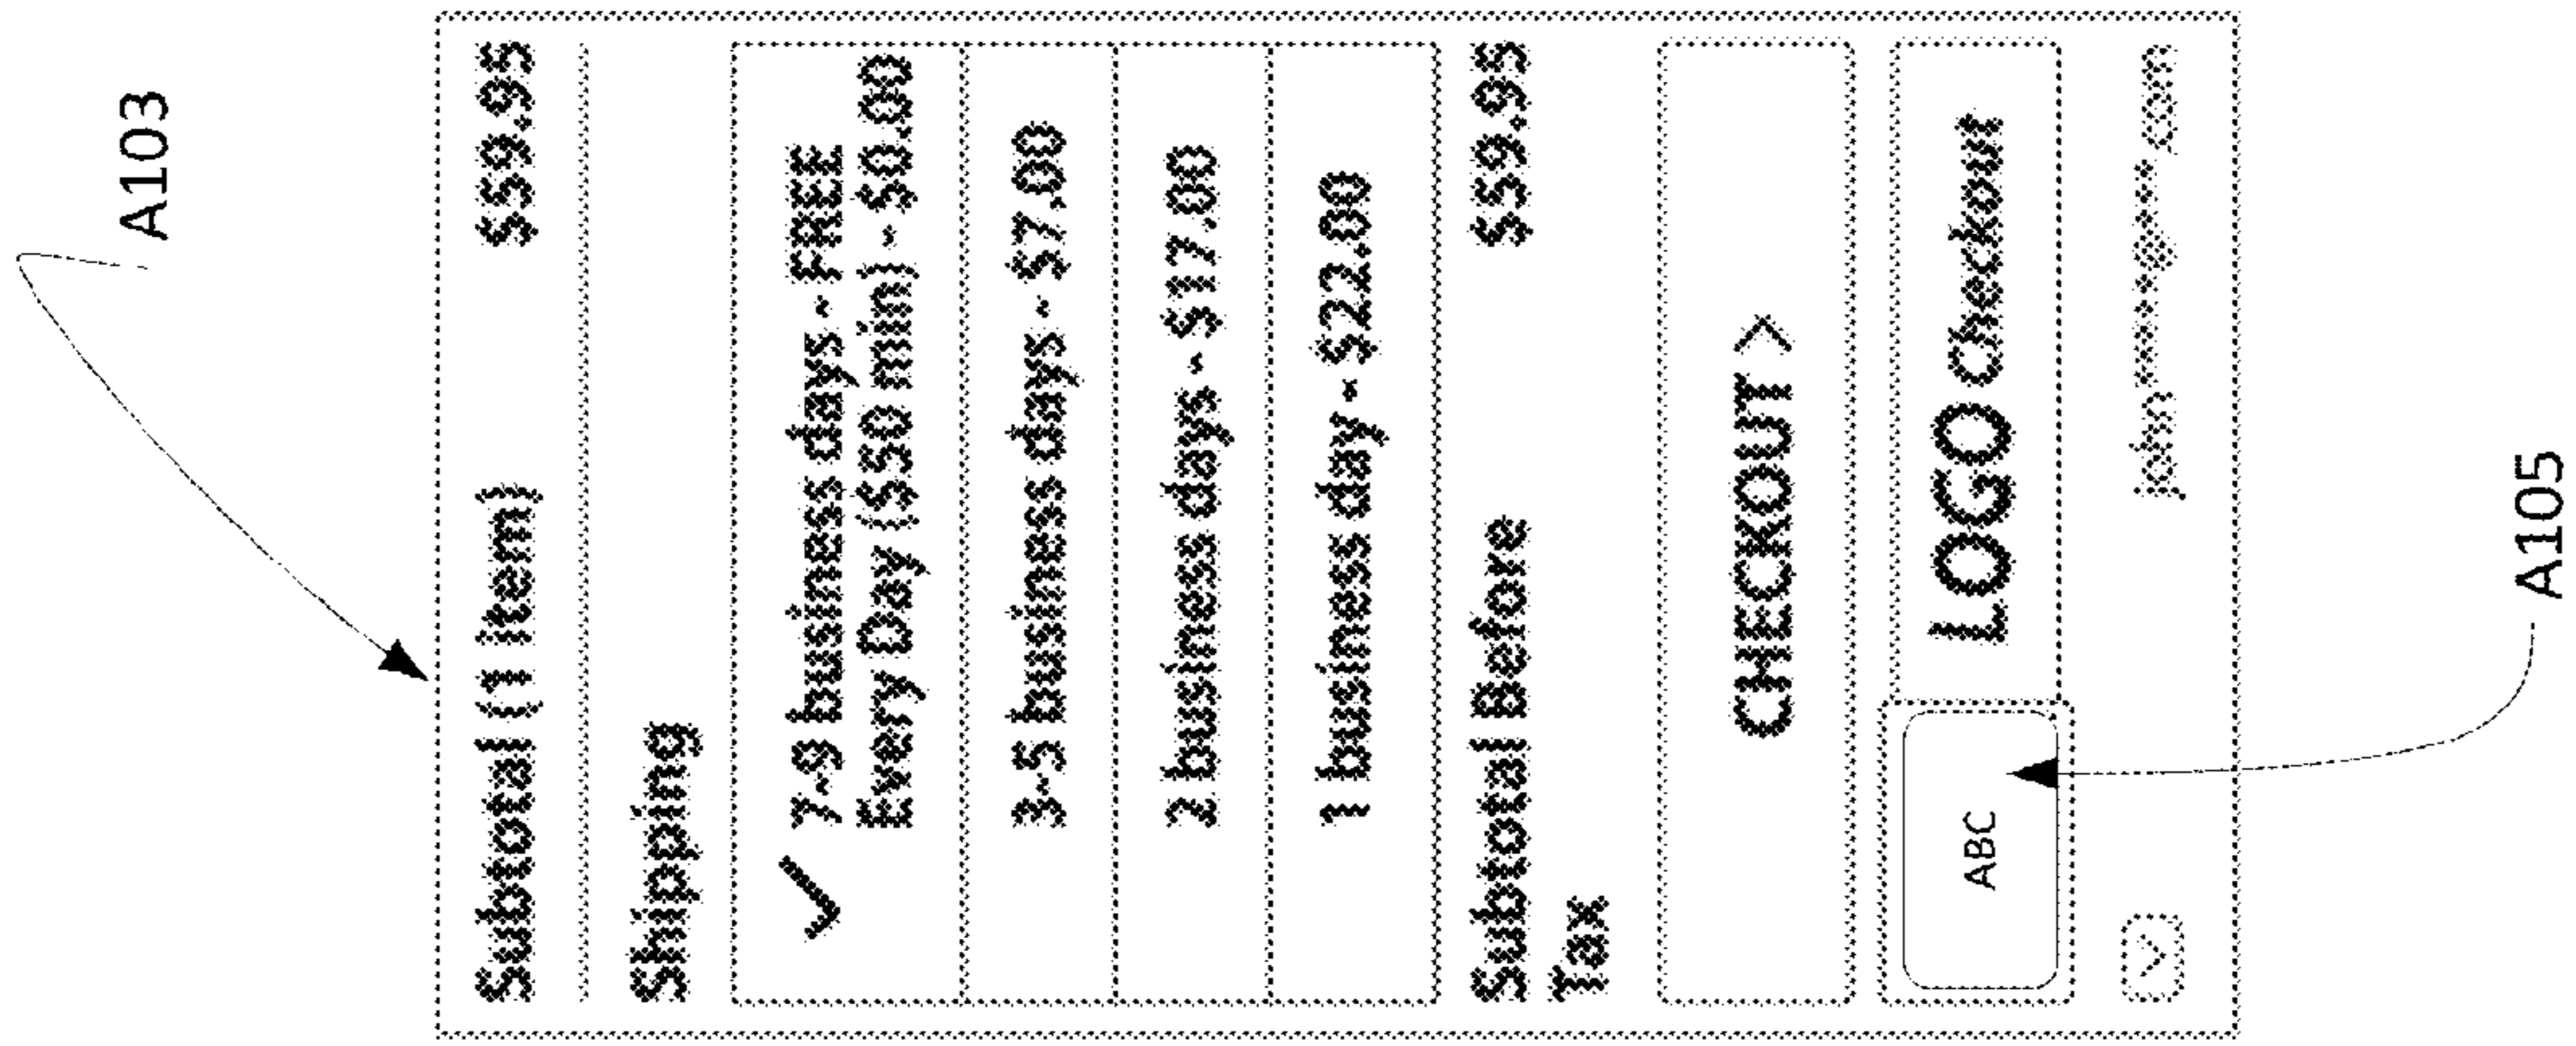 A103
Subtotal (1 item) $59.95
Shipping
✓ 7-9 business days - FREE
Every Day ($50 min) - $0.00
3-5 business days - $7.00
2 business days - $17.00
1 business day - $22.00
Subtotal Before $59.95
Tax
CHECKOUT >
ABC LOGO Checkout
> john com
A105